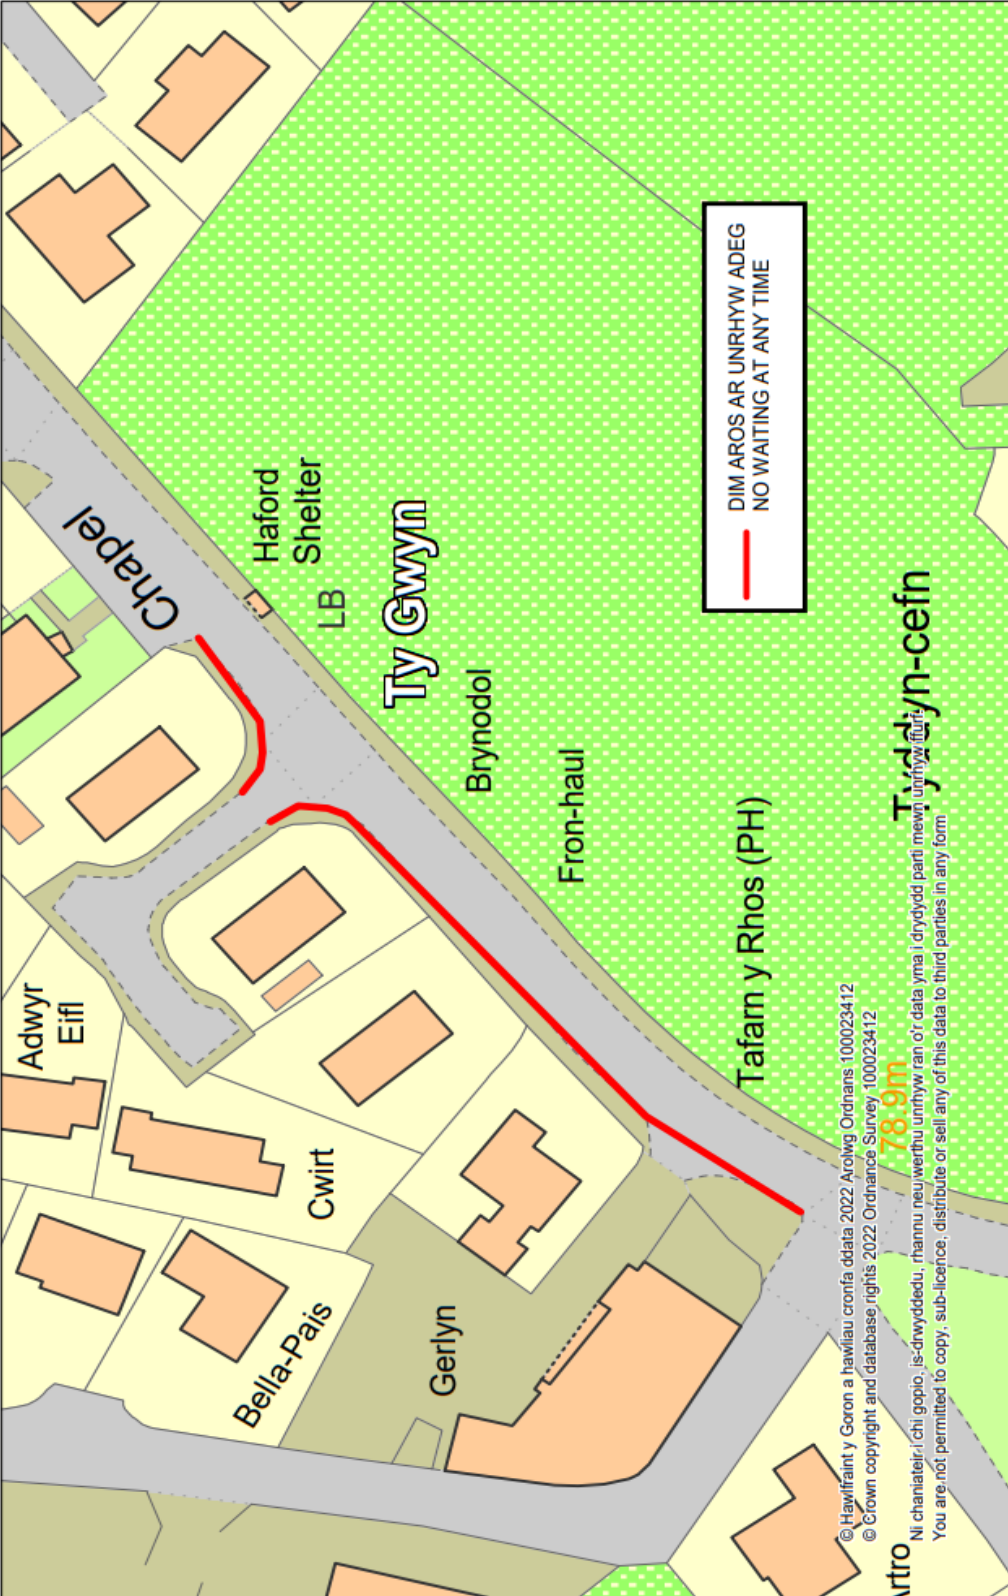 Chapel
Haford
Shelter
LB
Ty Gwyn
Brynodol
Fron-haul
Tafarn y Rhos (PH)
Tyddyn-cefn
DIM AROS AR UNRHYW ADEG
NO WAITING AT ANY TIME
Adwyr
Eifl
Cwirt
Bella-Pais
Gerlyn
78.9m
© Hawlfraint y Goron a hawliau cronfa ddata 2022 Arolwg Ordnans 100023412
© Crown copyright and database rights 2022 Ordnance Survey 100023412
Ni chaniateir i chi gopio, is-drwyddedu, rhannu neu werthu unrhyw ran o'r data yma i drydydd parti mewn unrhyw ffurf.
You are not permitted to copy, sub-licence, distribute or sell any of this data to third parties in any form